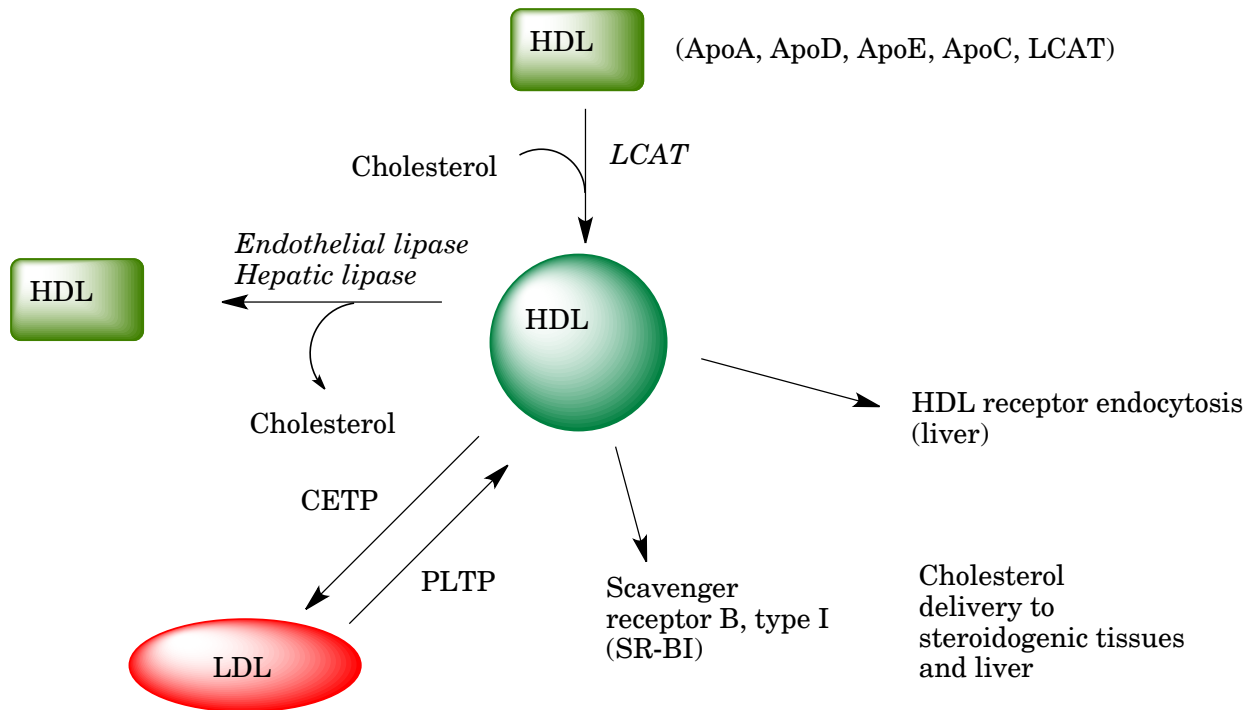 HDL
(ApoA, ApoD, ApoE, ApoC, LCAT)
Cholesterol
LCAT
Endothelial lipase
Hepatic lipase
HDL
HDL
Cholesterol
HDL receptor endocytosis
(liver)
CETP
PLTP
Scavenger
receptor B, type I
(SR-BI)
Cholesterol
delivery to
steroidogenic tissues
and liver
LDL